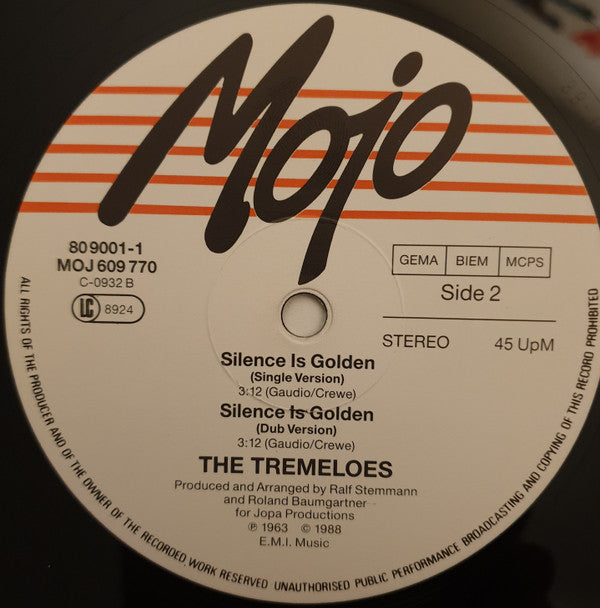 Mojo
80 9001-1
MOJ 609 770
C-0932 B
LC 8924
GEMA BIEM MCPS
Side 2
STEREO 45 UpM
Silence Is Golden
(Single Version)
3:12 (Gaudio/Crewe)
Silence Is Golden
(Dub Version)
3:12 (Gaudio/Crewe)
THE TREMELOES
Produced and Arranged by Ralf Stemmann
and Roland Baumgartner
for Jopa Productions
℗ 1963 © 1988
E.M.I. Music
ALL RIGHTS OF THE PRODUCER AND OF THE OWNER OF THE RECORDED WORK RESERVED UNAUTHORISED PUBLIC PERFORMANCE BROADCASTING AND COPYING OF THIS RECORD PROHIBITED